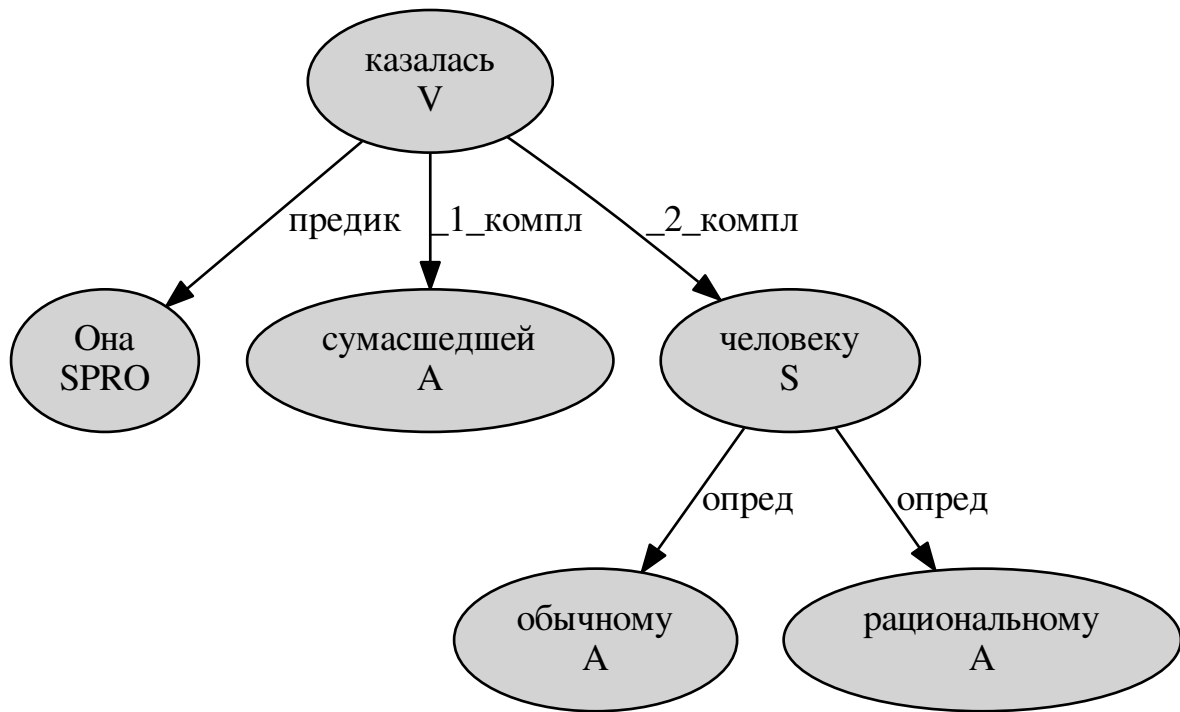 казалась
V
предик
_1_компл
_2_компл
Она
SPRO
сумасшедшей
A
человеку
S
опред
опред
обычному
A
рациональному
A